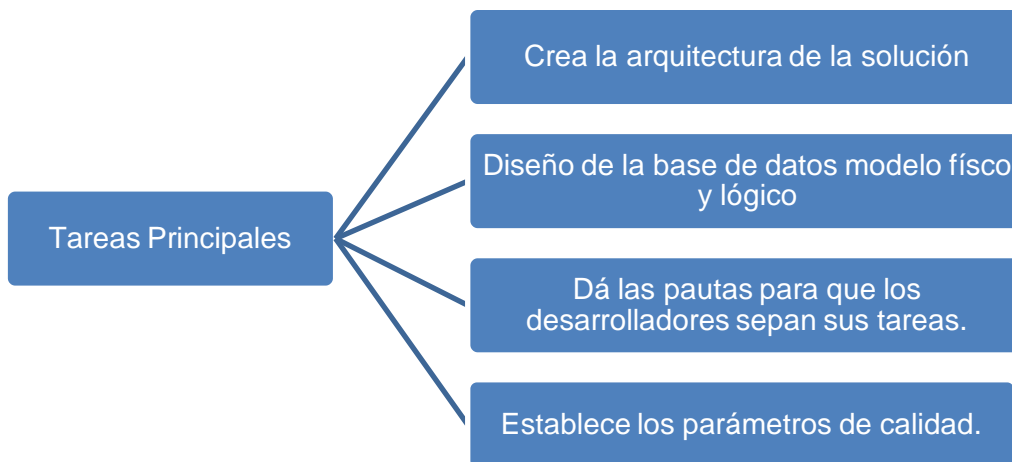 Tareas Principales
Crea la arquitectura de la solución
Diseño de la base de datos modelo físco
y lógico
Dá las pautas para que los
desarrolladores sepan sus tareas.
Establece los parámetros de calidad.